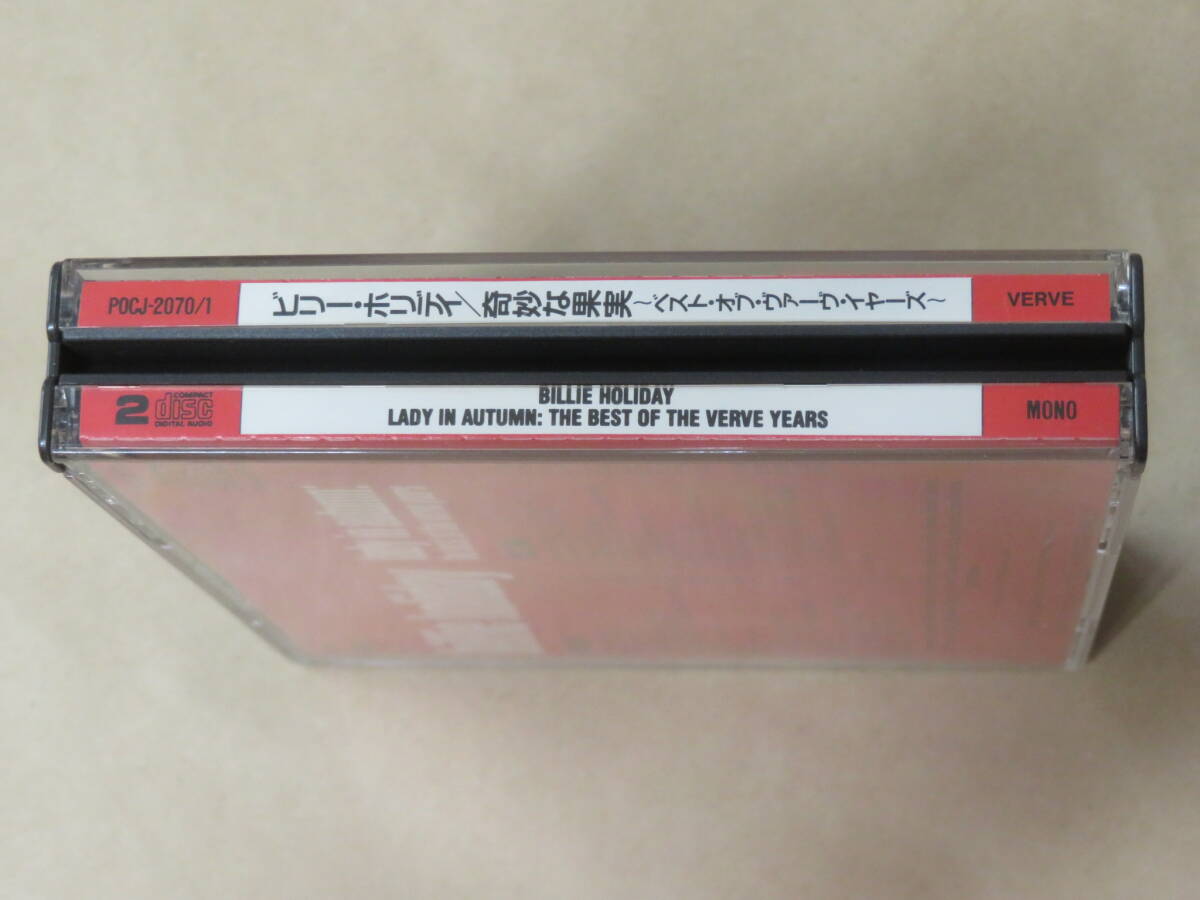 POCJ-2070/1
ビリー・ホリデイ/奇妙な果実～ベスト・オブ・ヴァーヴ・イヤーズ～
VERVE
2
COMPACT
disc
DIGITAL AUDIO
BILLIE HOLIDAY
LADY IN AUTUMN: THE BEST OF THE VERVE YEARS
MONO